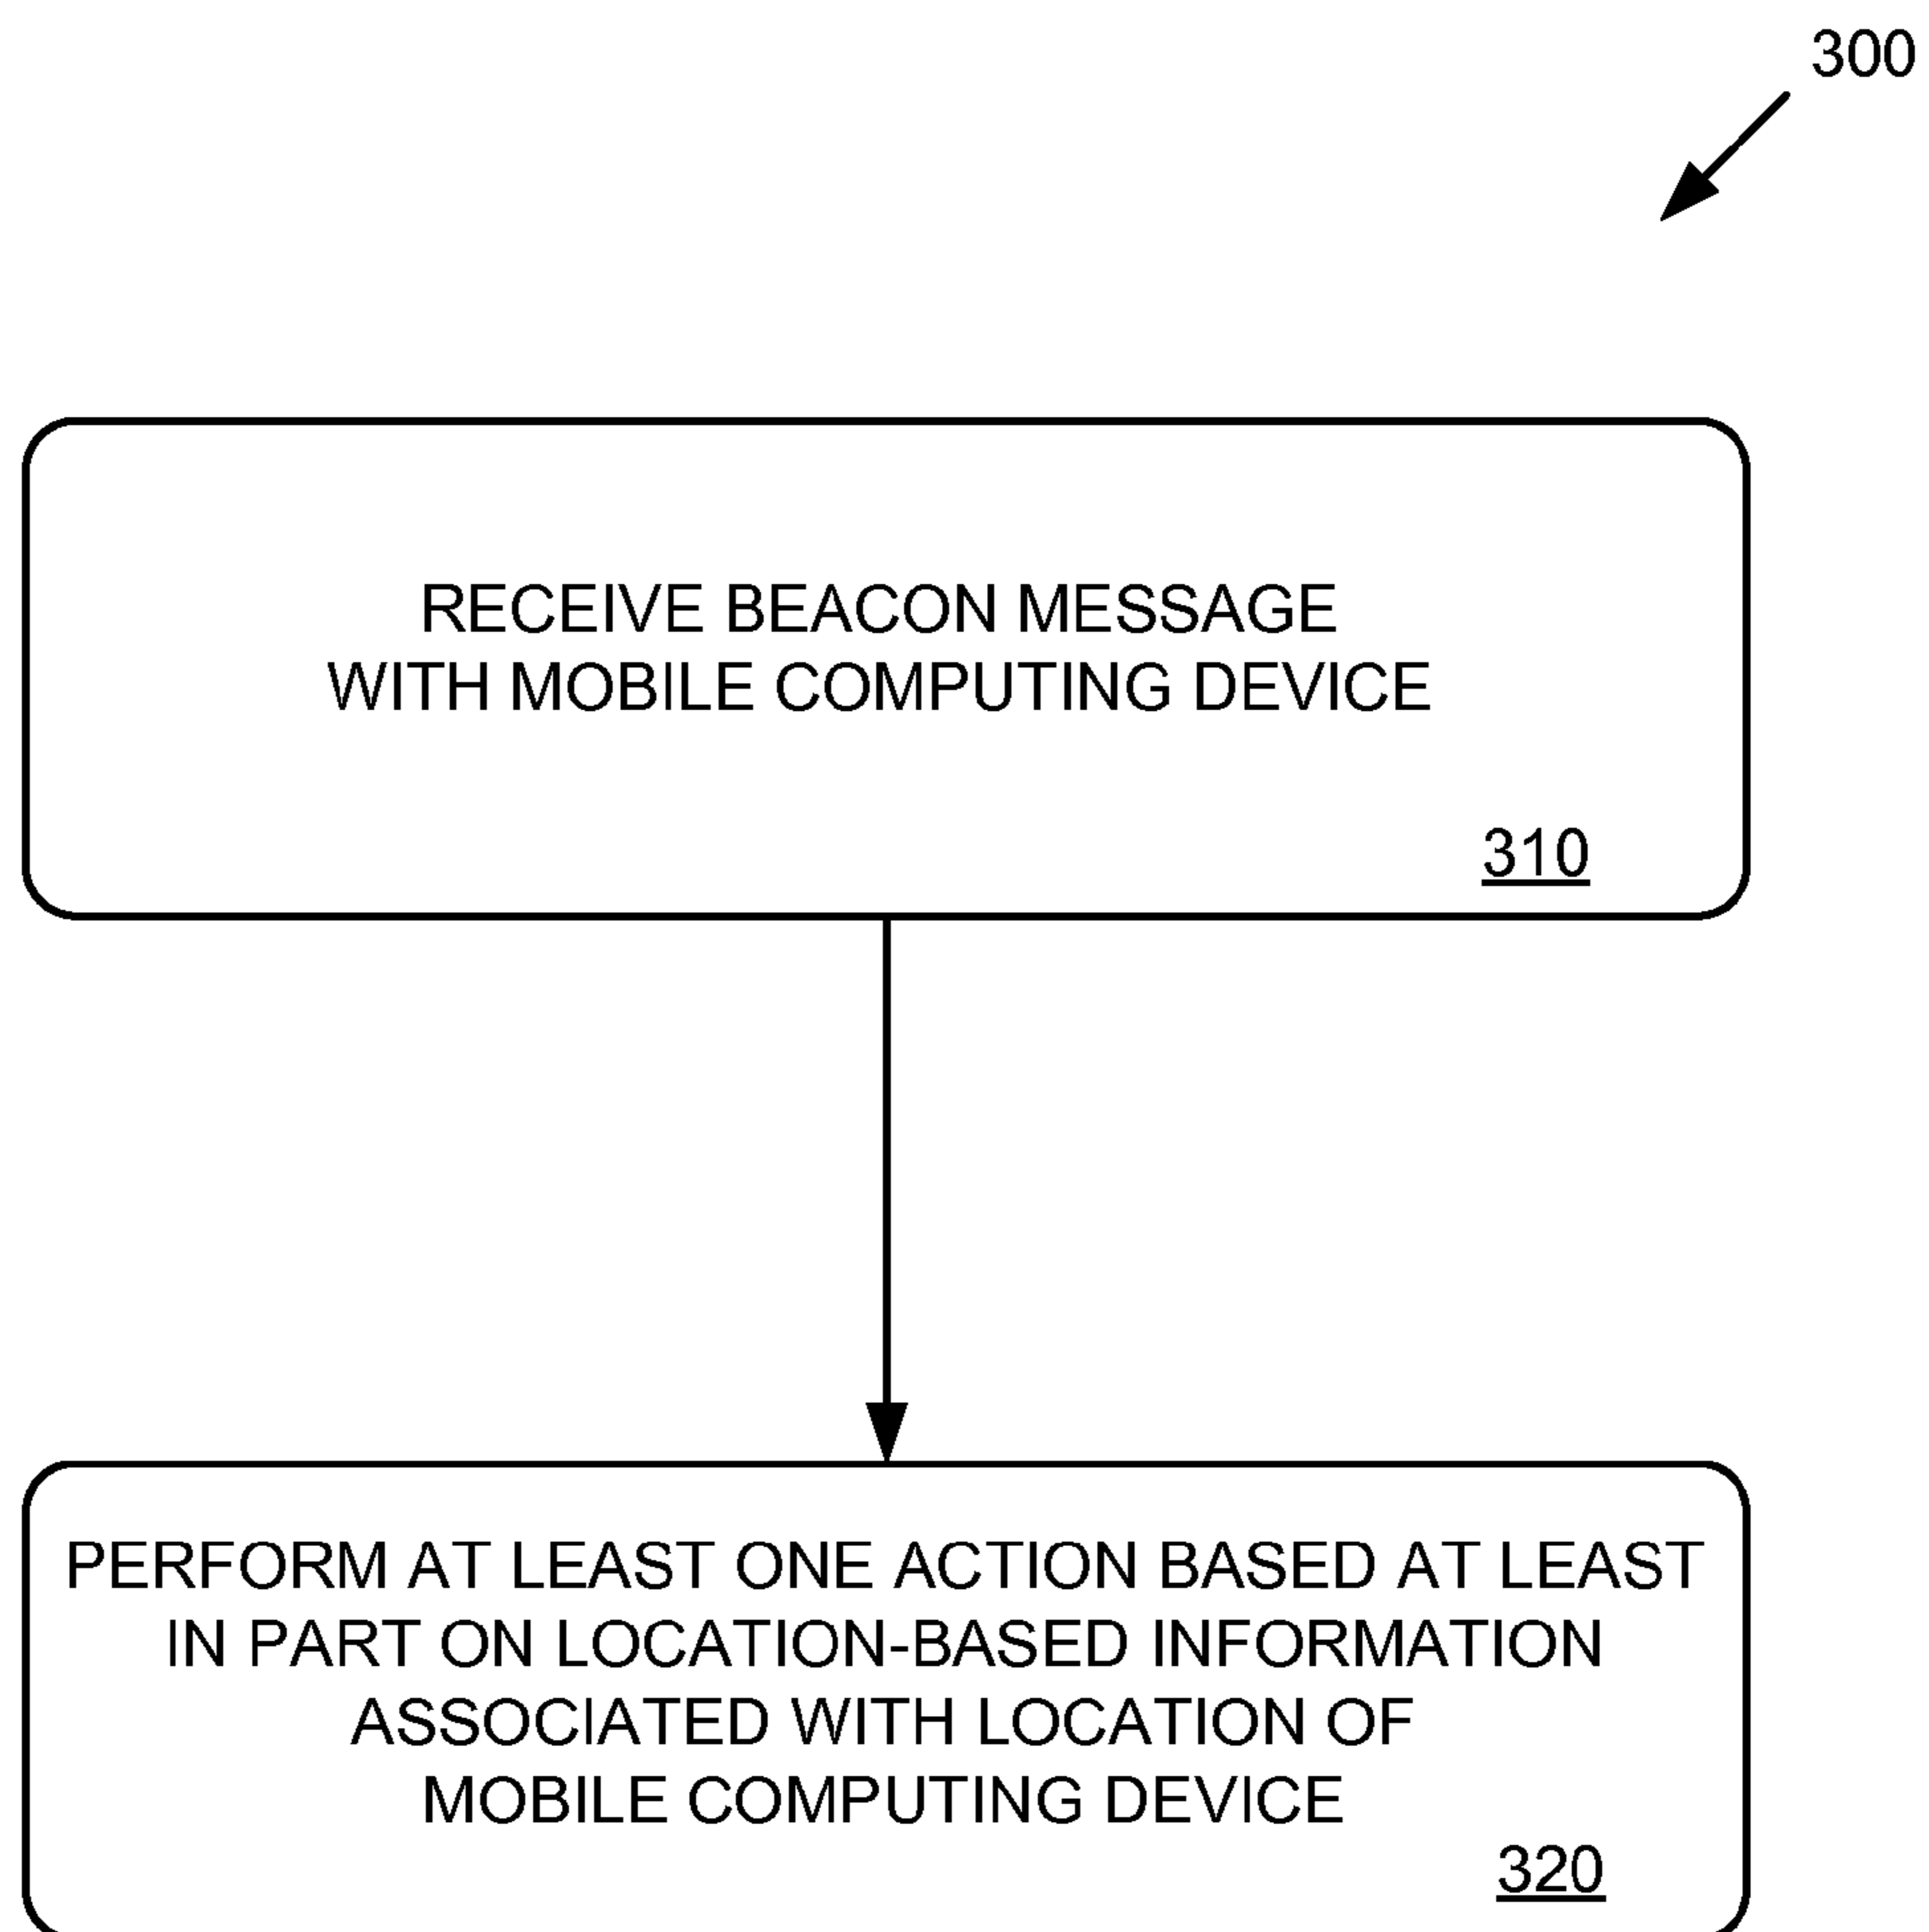 300
RECEIVE BEACON MESSAGE
WITH MOBILE COMPUTING DEVICE
310
PERFORM AT LEAST ONE ACTION BASED AT LEAST
IN PART ON LOCATION-BASED INFORMATION
ASSOCIATED WITH LOCATION OF
MOBILE COMPUTING DEVICE
320